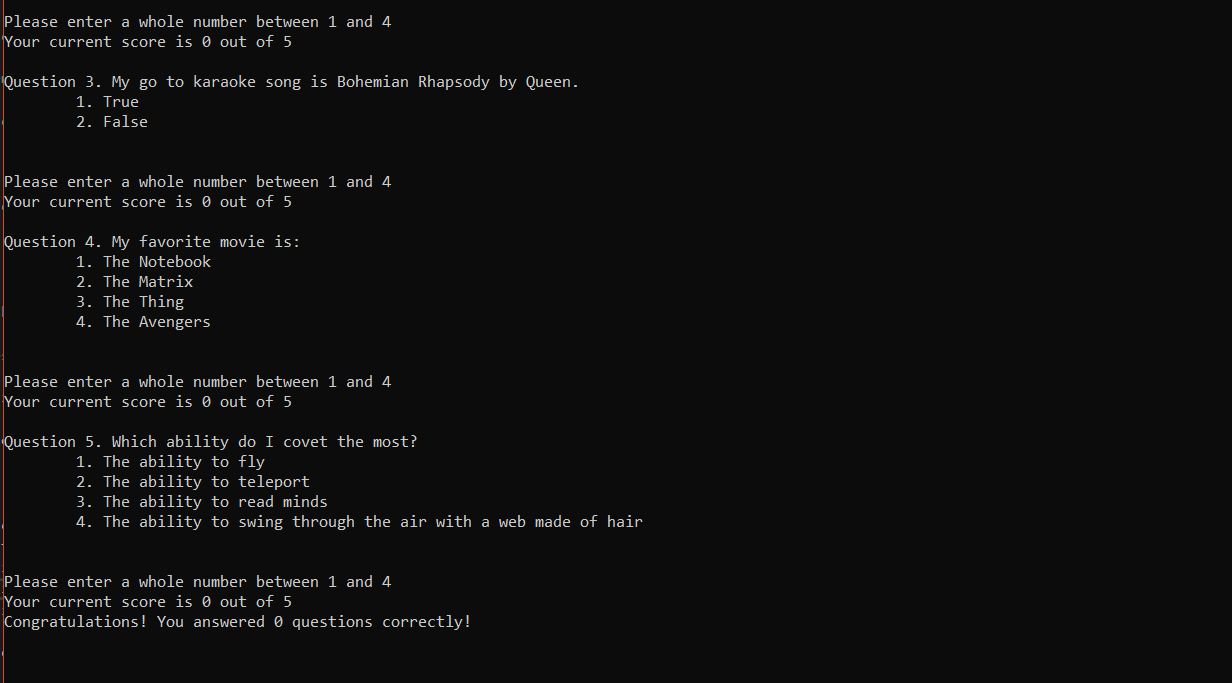 Please enter a whole number between 1 and 4
Your current score is 0 out of 5
Question 3. My go to karaoke song is Bohemian Rhapsody by Queen.
1. True
2. False
Please enter a whole number between 1 and 4
Your current score is 0 out of 5
Question 4. My favorite movie is:
1. The Notebook
2. The Matrix
3. The Thing
4. The Avengers
Please enter a whole number between 1 and 4
Your current score is 0 out of 5
Question 5. Which ability do I covet the most?
1. The ability to fly
2. The ability to teleport
3. The ability to read minds
4. The ability to swing through the air with a web made of hair
Please enter a whole number between 1 and 4
Your current score is 0 out of 5
Congratulations! You answered 0 questions correctly!